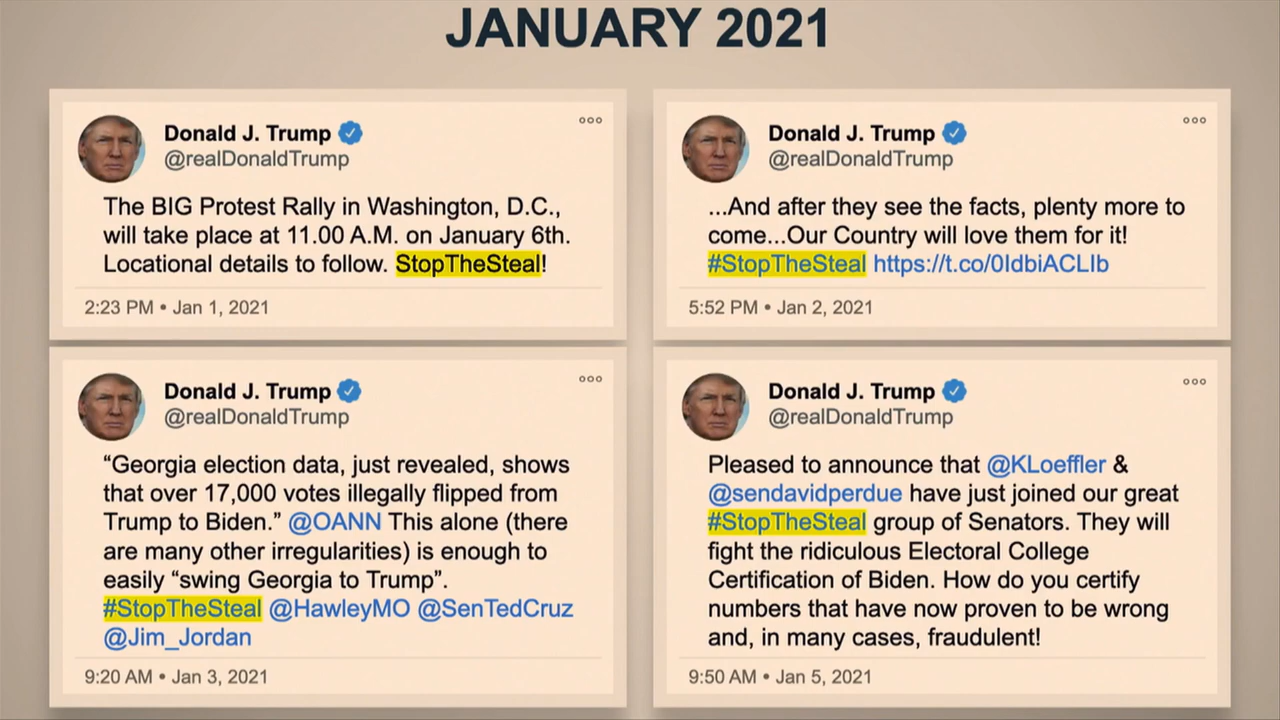 JANUARY 2021
Donald J. Trump
@realDonaldTrump
The BIG Protest Rally in Washington, D.C.,
will take place at 11.00 A.M. on January 6th.
Locational details to follow. StopTheSteal!
2:23 PM • Jan 1, 2021
Donald J. Trump
@realDonaldTrump
...And after they see the facts, plenty more to
come...Our Country will love them for it!
#StopTheSteal https://t.co/0IdbiACLIb
5:52 PM • Jan 2, 2021
Donald J. Trump
@realDonaldTrump
“Georgia election data, just revealed, shows
that over 17,000 votes illegally flipped from
Trump to Biden.” @OANN This alone (there
are many other irregularities) is enough to
easily “swing Georgia to Trump”.
#StopTheSteal @HawleyMO @SenTedCruz
@Jim_Jordan
9:20 AM • Jan 3, 2021
Donald J. Trump
@realDonaldTrump
Pleased to announce that @KLoeffler &
@sendavidperdue have just joined our great
#StopTheSteal group of Senators. They will
fight the ridiculous Electoral College
Certification of Biden. How do you certify
numbers that have now proven to be wrong
and, in many cases, fraudulent!
9:50 AM • Jan 5, 2021